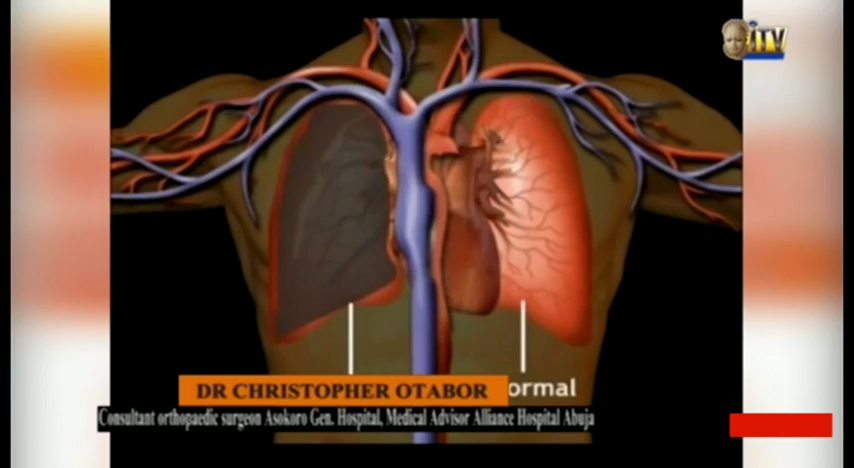 iTV
DR CHRISTOPHER OTABOR
ormal
Consultant orthopaedic surgeon Asokoro Gen. Hospital, Medical Advisor Alliance Hospital Abuja